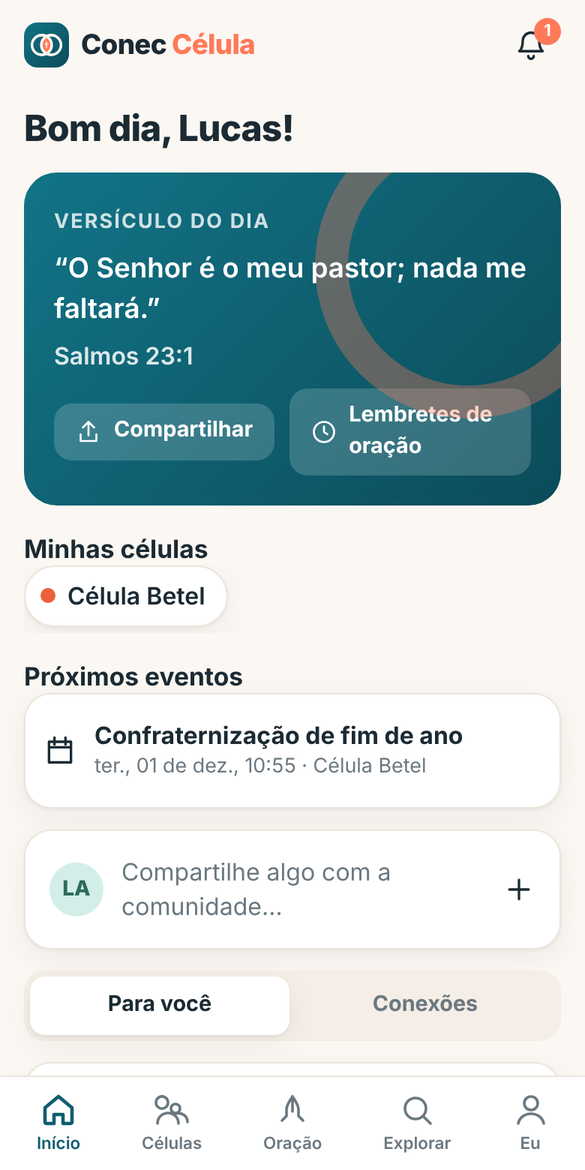 Conec Célula
1
Bom dia, Lucas!
VERSÍCULO DO DIA
“O Senhor é o meu pastor; nada me
faltará.”
Salmos 23:1
Compartilhar
Lembretes de
oração
Minhas células
Célula Betel
Próximos eventos
Confraternização de fim de ano
ter., 01 de dez., 10:55 · Célula Betel
LA
Compartilhe algo com a
comunidade...
Para você
Conexões
Início
Células
Oração
Explorar
Eu